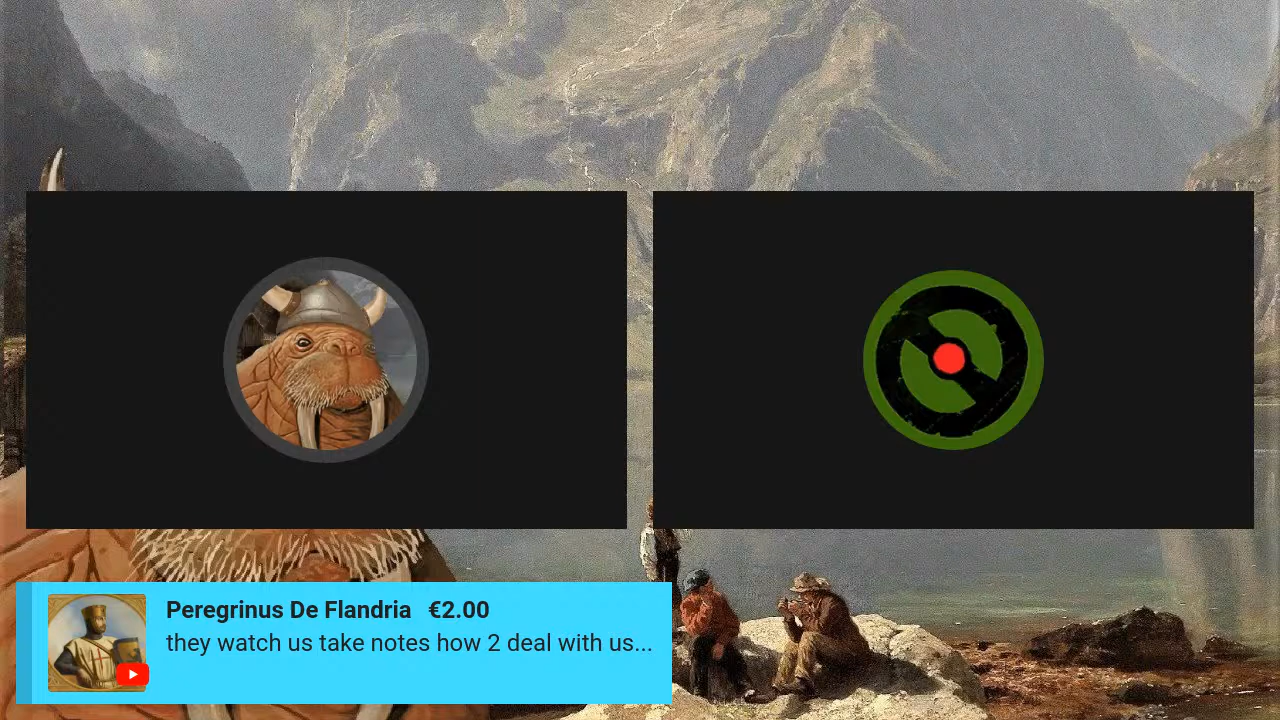 Peregrinus De Flandria €2.00
they watch us take notes how 2 deal with us...